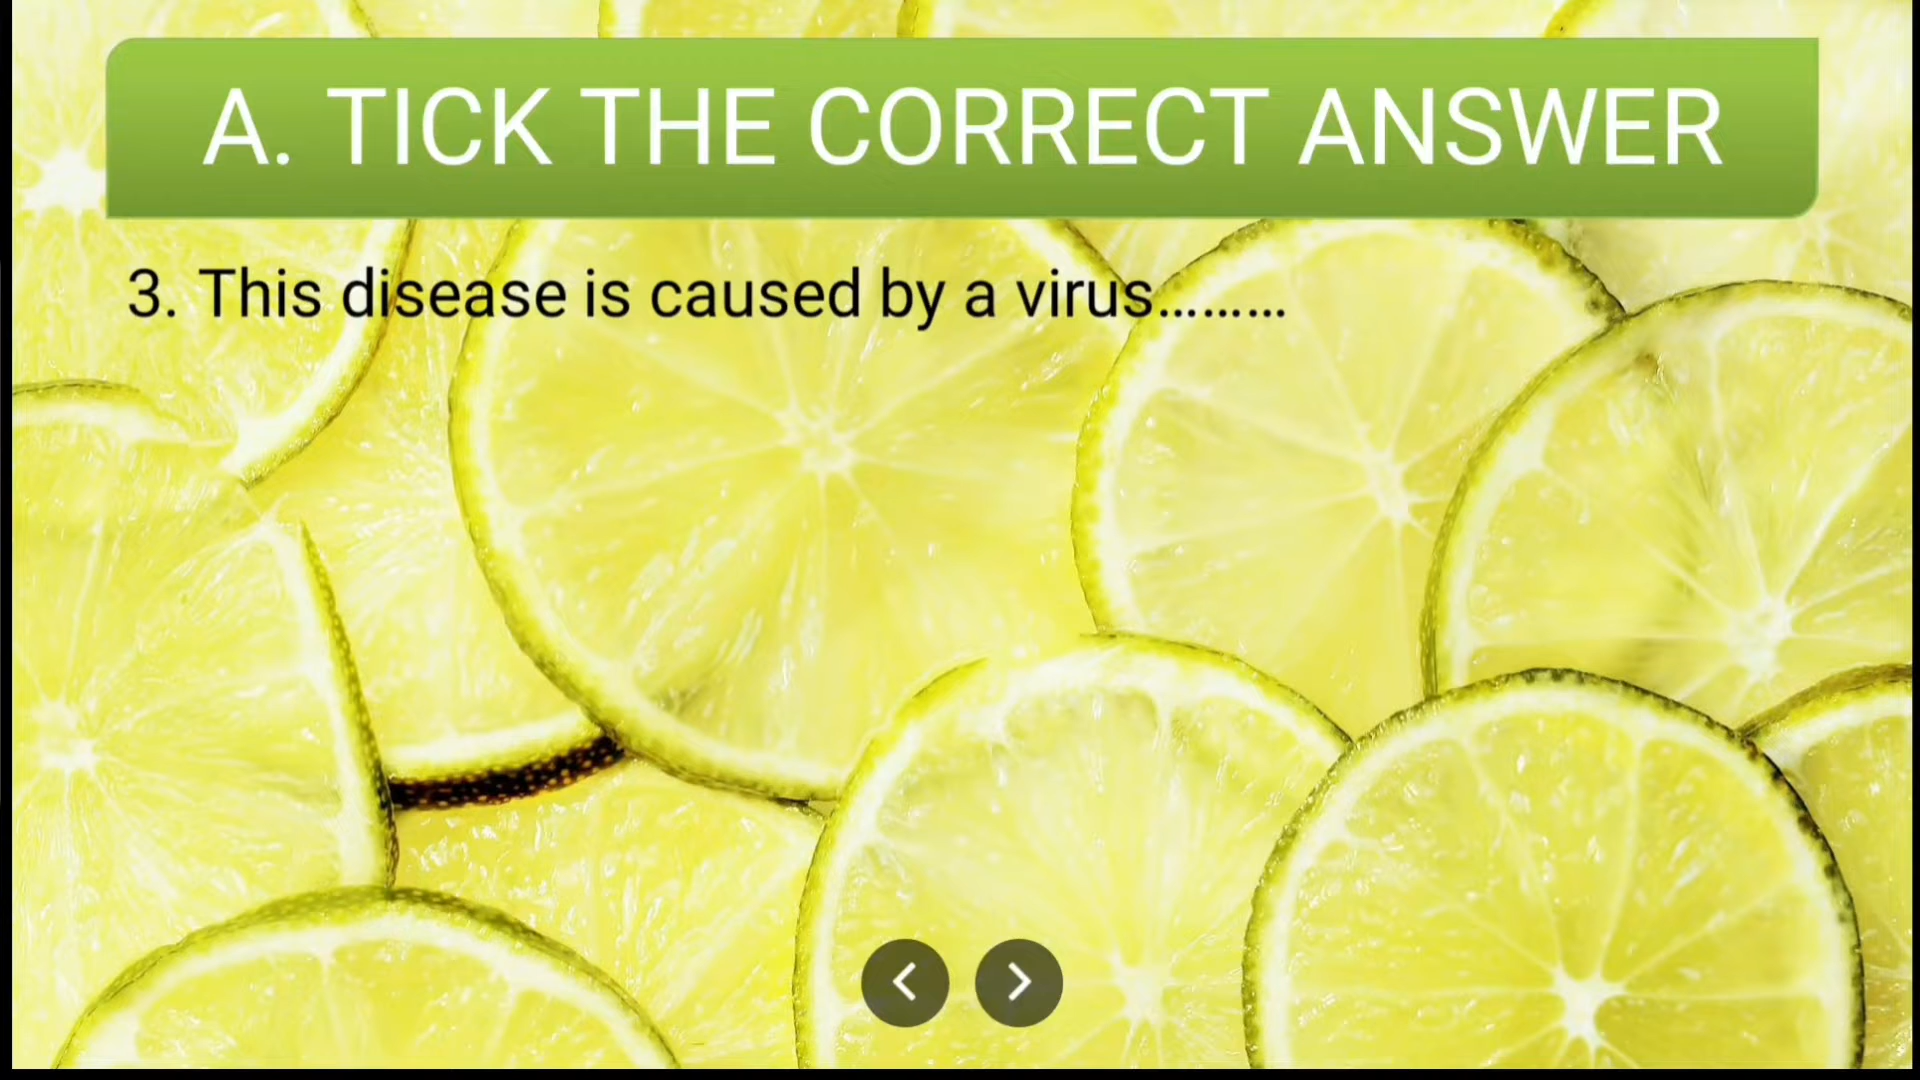 A. TICK THE CORRECT ANSWER
3. This disease is caused by a virus.........